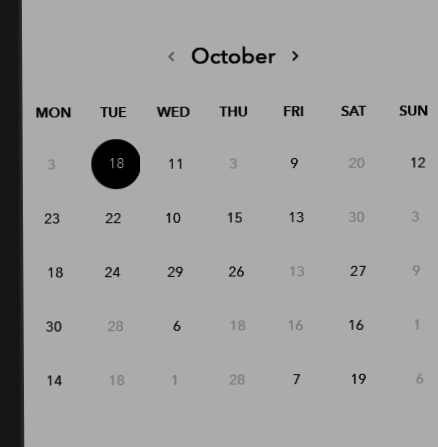 ‹ October ›
MON TUE WED THU FRI SAT SUN
3 18 11 3 9 20 12
23 22 10 15 13 30 3
18 24 29 26 13 27 9
30 28 6 18 16 16 1
14 18 1 28 7 19 6